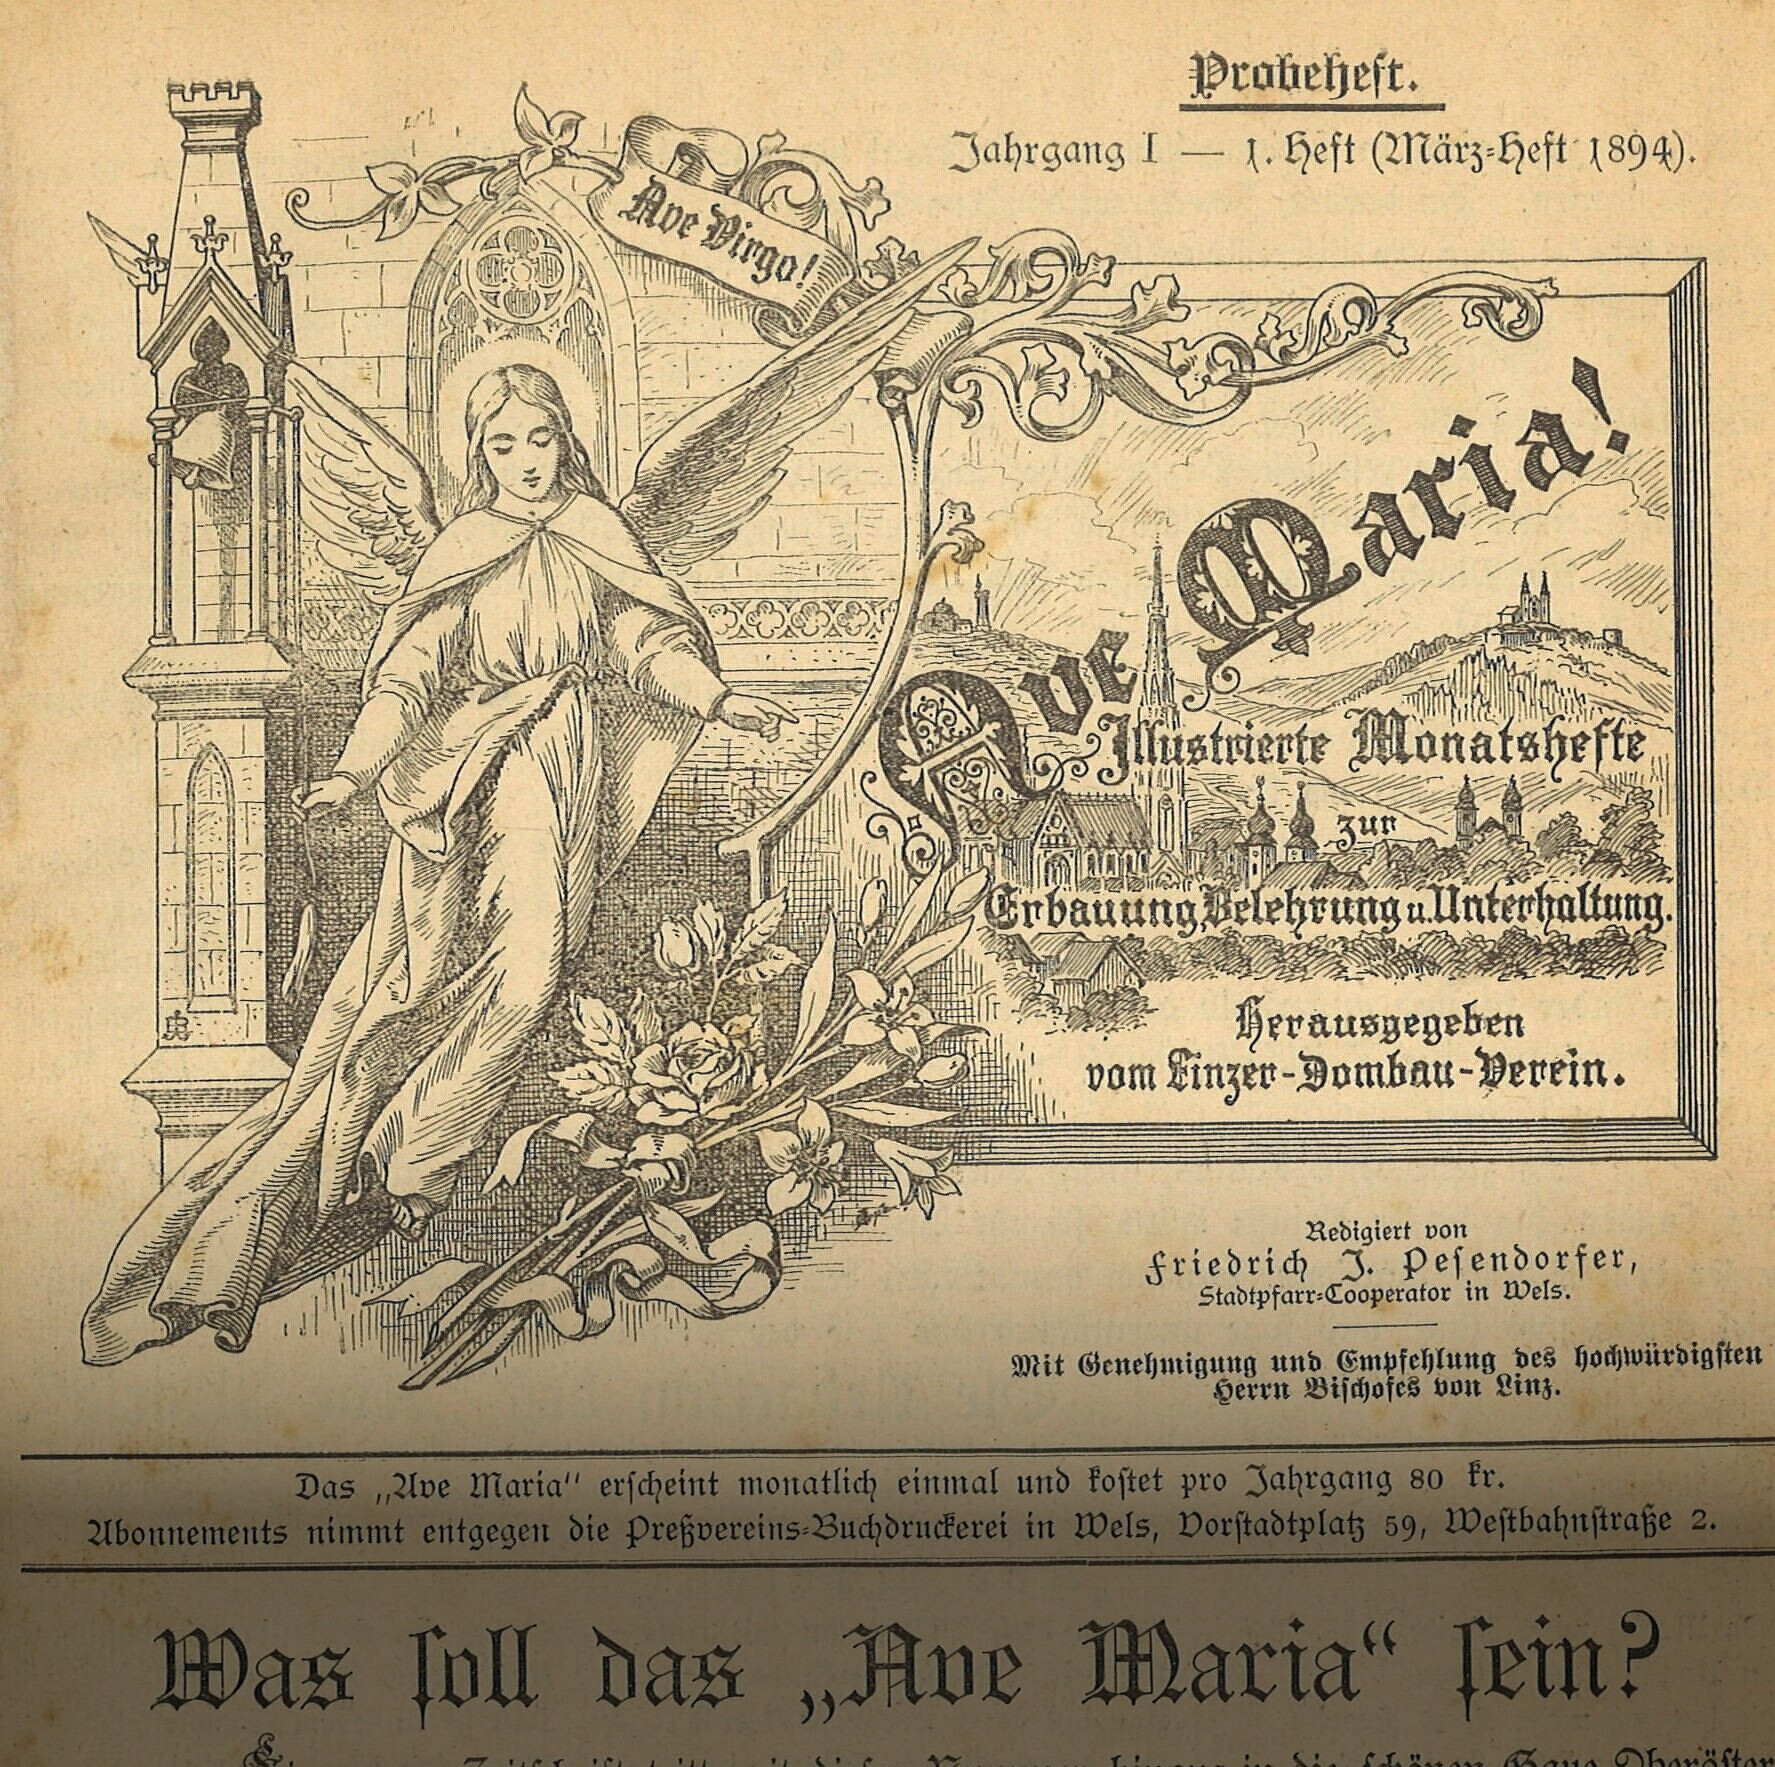 Probeheft.
Jahrgang I — 1. Heft (März-Heft 1894).
Ave Virgo!
Ave Maria!
Illustrierte Monatshefte
zur
Erbauung, Belehrung u. Unterhaltung.
Herausgegeben
vom Linzer-Dombau-Verein.
Redigiert von
Friedrich J. Pesendorfer,
Stadtpfarr-Cooperator in Wels.
Mit Genehmigung und Empfehlung des hochwürdigsten
Herrn Bischofes von Linz.
Das „Ave Maria" erscheint monatlich einmal und kostet pro Jahrgang 80 kr.
Abonnements nimmt entgegen die Preßvereins-Buchdruckerei in Wels, Vorstadtplatz 59, Westbahnstraße 2.
Was soll das „Ave Maria“ sein?